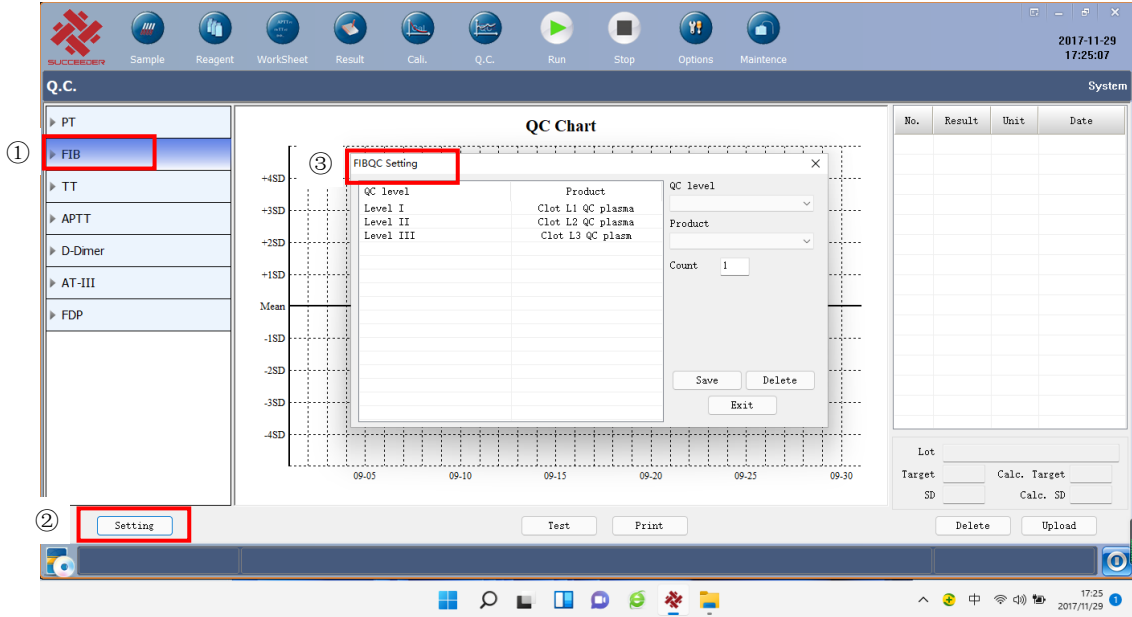 SUCCEEDER
Sample Reagent WorkSheet Result Cali. Q.C. Run Stop Options Maintence
2017-11-29
17:25:07
Q.C.
System
①
②
③
PT
FIB
TT
APTT
D-Dimer
AT-III
FDP
QC Chart
+4SD
+3SD
+2SD
+1SD
Mean
-1SD
-2SD
-3SD
-4SD
09-05 09-10 09-15 09-20 09-25 09-30
FIBQC Setting
QC level Product
Level I Clot L1 QC plasma
Level II Clot L2 QC plasma
Level III Clot L3 QC plasm
QC level
Product
Count 1
Save Delete
Exit
No. Result Unit Date
Lot
Target Calc. Target
SD Calc. SD
Setting Test Print Delete Upload
中
17:25
2017/11/29
1